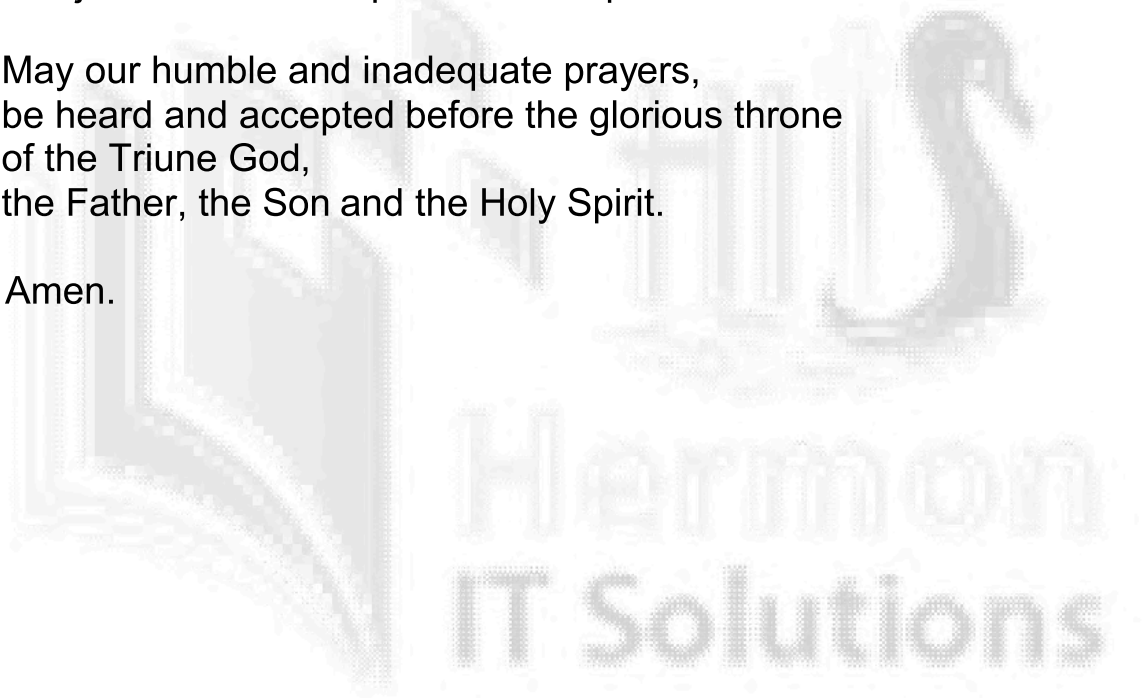 May our humble and inadequate prayers,
be heard and accepted before the glorious throne
of the Triune God,
the Father, the Son and the Holy Spirit.
Amen.
HIS
Hermon
IT Solutions